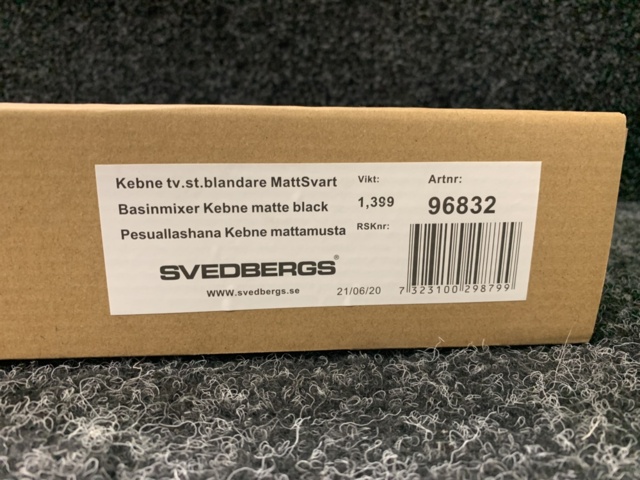 Kebne tv.st.blandare MattSvart
Basinmixer Kebne matte black
Pesuallashana Kebne mattamusta
Vikt:
1,399
RSKnr:
Artnr:
96832
SVEDBERGS®
www.svedbergs.se
21/06/20
7 323100 298799